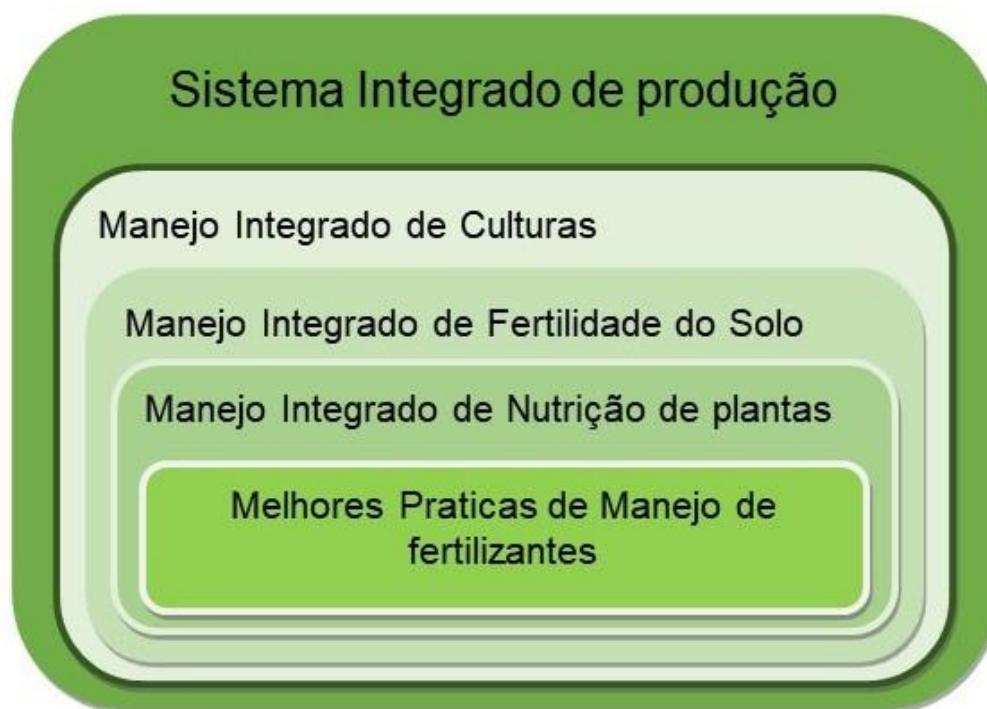 Sistema Integrado de produção
Manejo Integrado de Culturas
Manejo Integrado de Fertilidade do Solo
Manejo Integrado de Nutrição de plantas
Melhores Praticas de Manejo de
fertilizantes